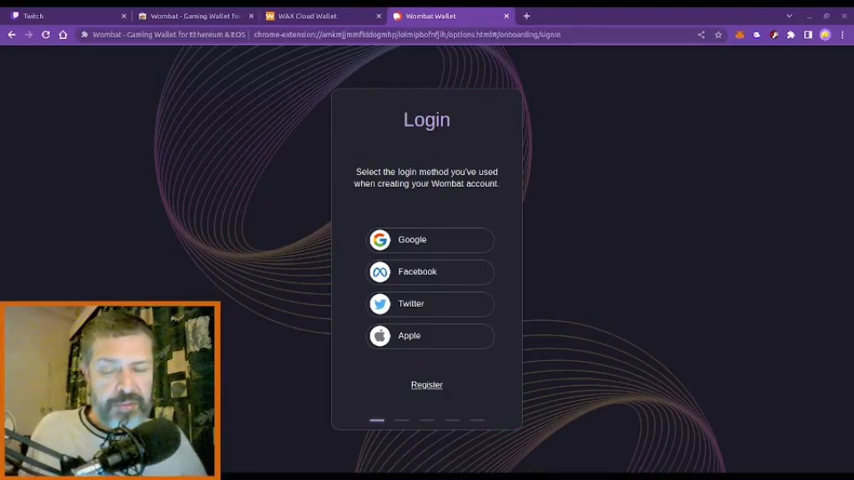 Twitch
Wombat - Gaming Wallet Fo
WAX Cloud Wallet
Wombat Wallet
Wombat - Gaming Wallet for Ethereum & EOS
Login
Select the login method you've used
when creating your Wombat account.
Google
Facebook
Twitter
Apple
Register